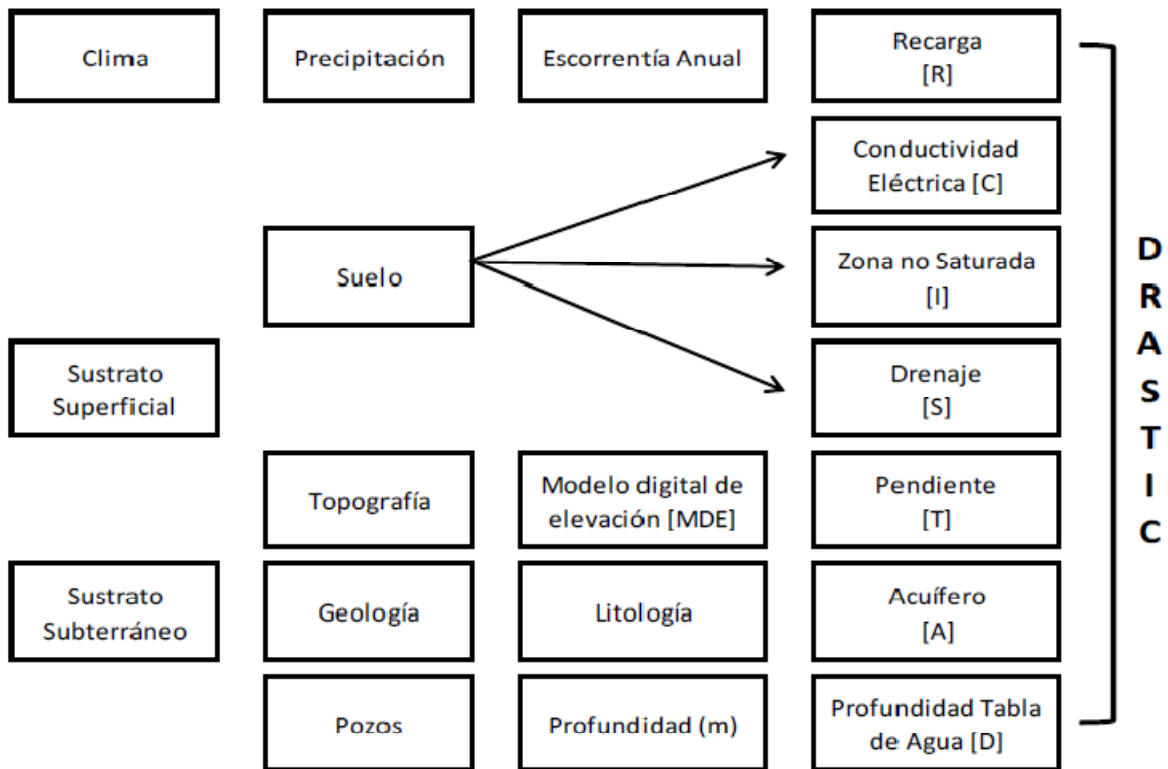 Clima
Precipitación
Escorrentía Anual
Recarga
[R]
Conductividad
Eléctrica [C]
Suelo
Zona no Saturada
[I]
Sustrato
Superficial
Drenaje
[S]
Topografía
Modelo digital de
elevación [MDE]
Pendiente
[T]
Sustrato
Subterráneo
Geología
Litología
Acuífero
[A]
Pozos
Profundidad (m)
Profundidad Tabla
de Agua [D]
D
R
A
S
T
I
C